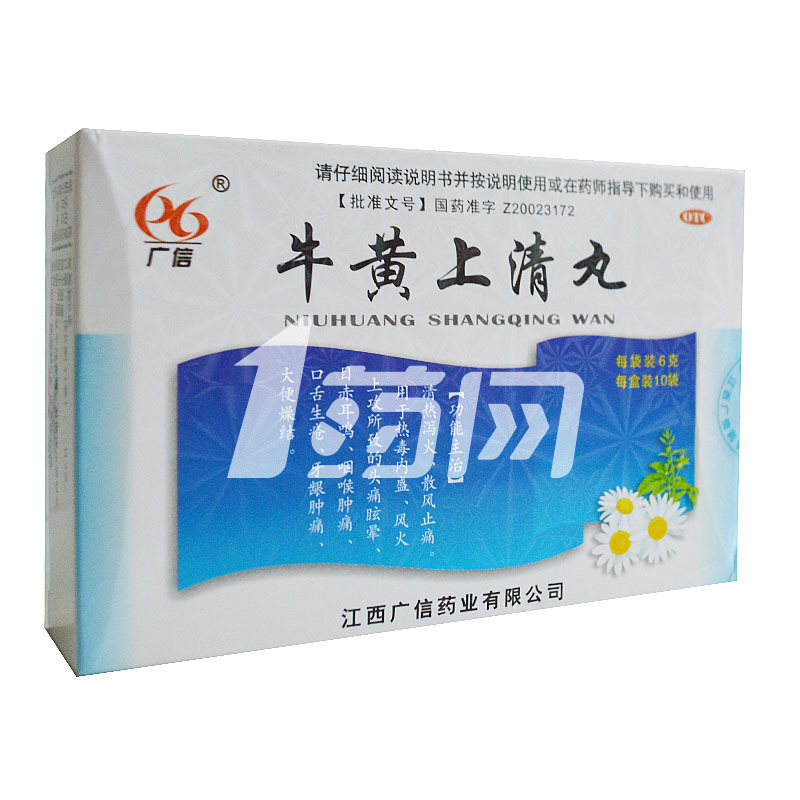 请仔细阅读说明书并按说明使用或在药师指导下购买和使用
【批准文号】国药准字 Z20023172
OTC
®
广信
牛黄上清丸
NIUHUANG SHANGQING WAN
每袋装6克
每盒装10袋
【功能主治】
清热泻火、散风止痛。
用于热毒内盛、风火
上攻所致的头痛眩晕、
目赤耳鸣、咽喉肿痛、
口舌生疮、牙龈肿痛、
大便燥结。
1药网
江西广信药业有限公司